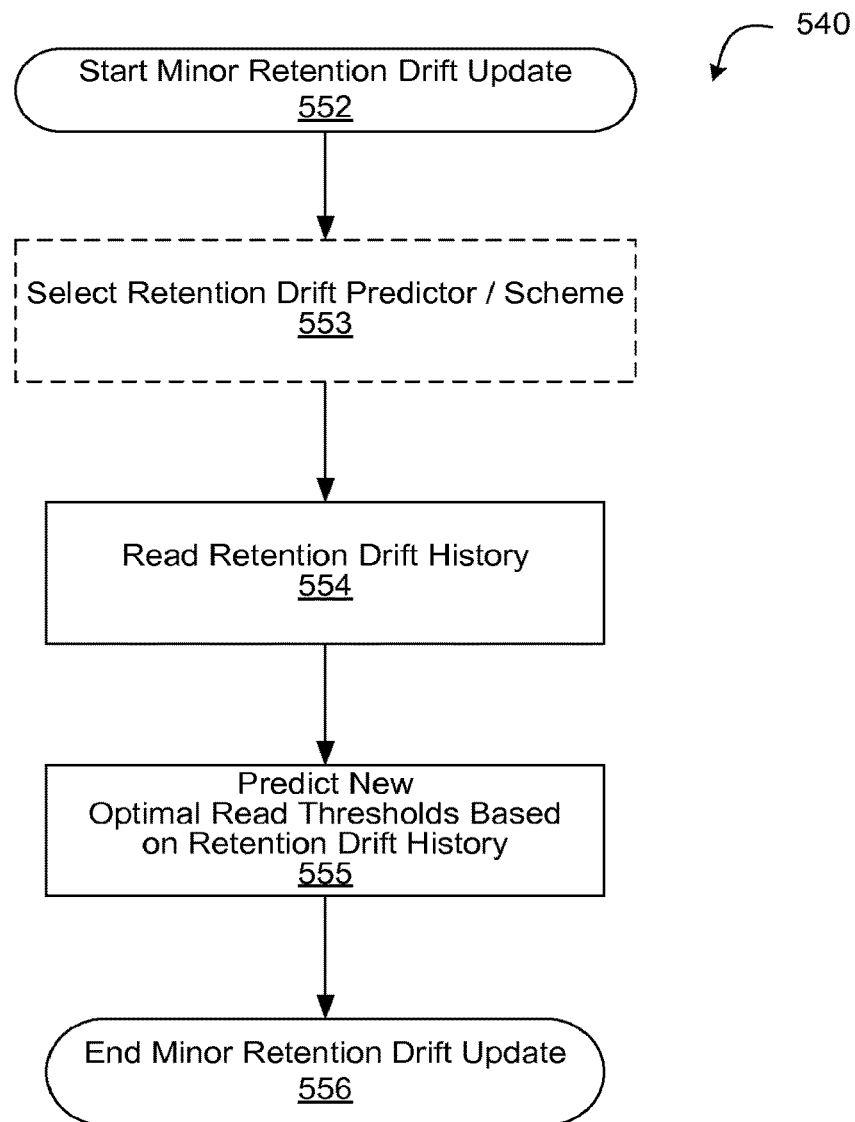 540
Start Minor Retention Drift Update
552
Select Retention Drift Predictor / Scheme
553
Read Retention Drift History
554
Predict New
Optimal Read Thresholds Based
on Retention Drift History
555
End Minor Retention Drift Update
556